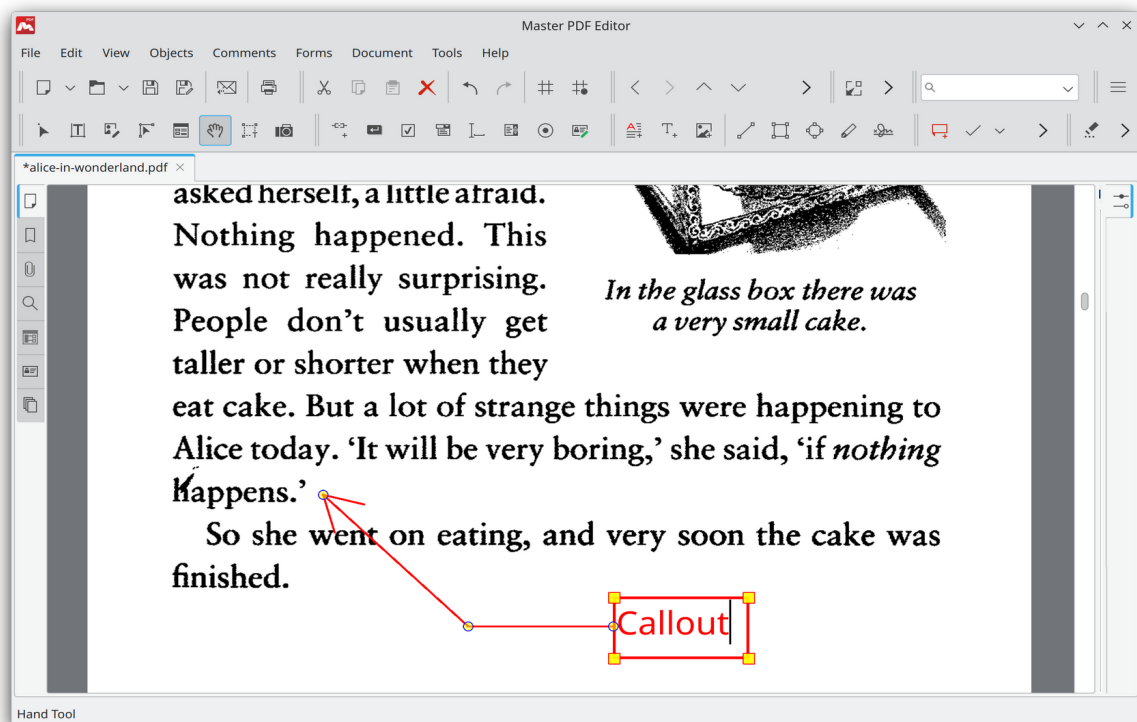 Master PDF Editor
File Edit View Objects Comments Forms Document Tools Help
*alice-in-wonderland.pdf
asked herself, a little afraid.
Nothing happened. This
was not really surprising.
People don't usually get
taller or shorter when they
In the glass box there was
a very small cake.
eat cake. But a lot of strange things were happening to
Alice today. ‘It will be very boring,’ she said, ‘if nothing
happens.’
So she went on eating, and very soon the cake was
finished.
Callout
Hand Tool